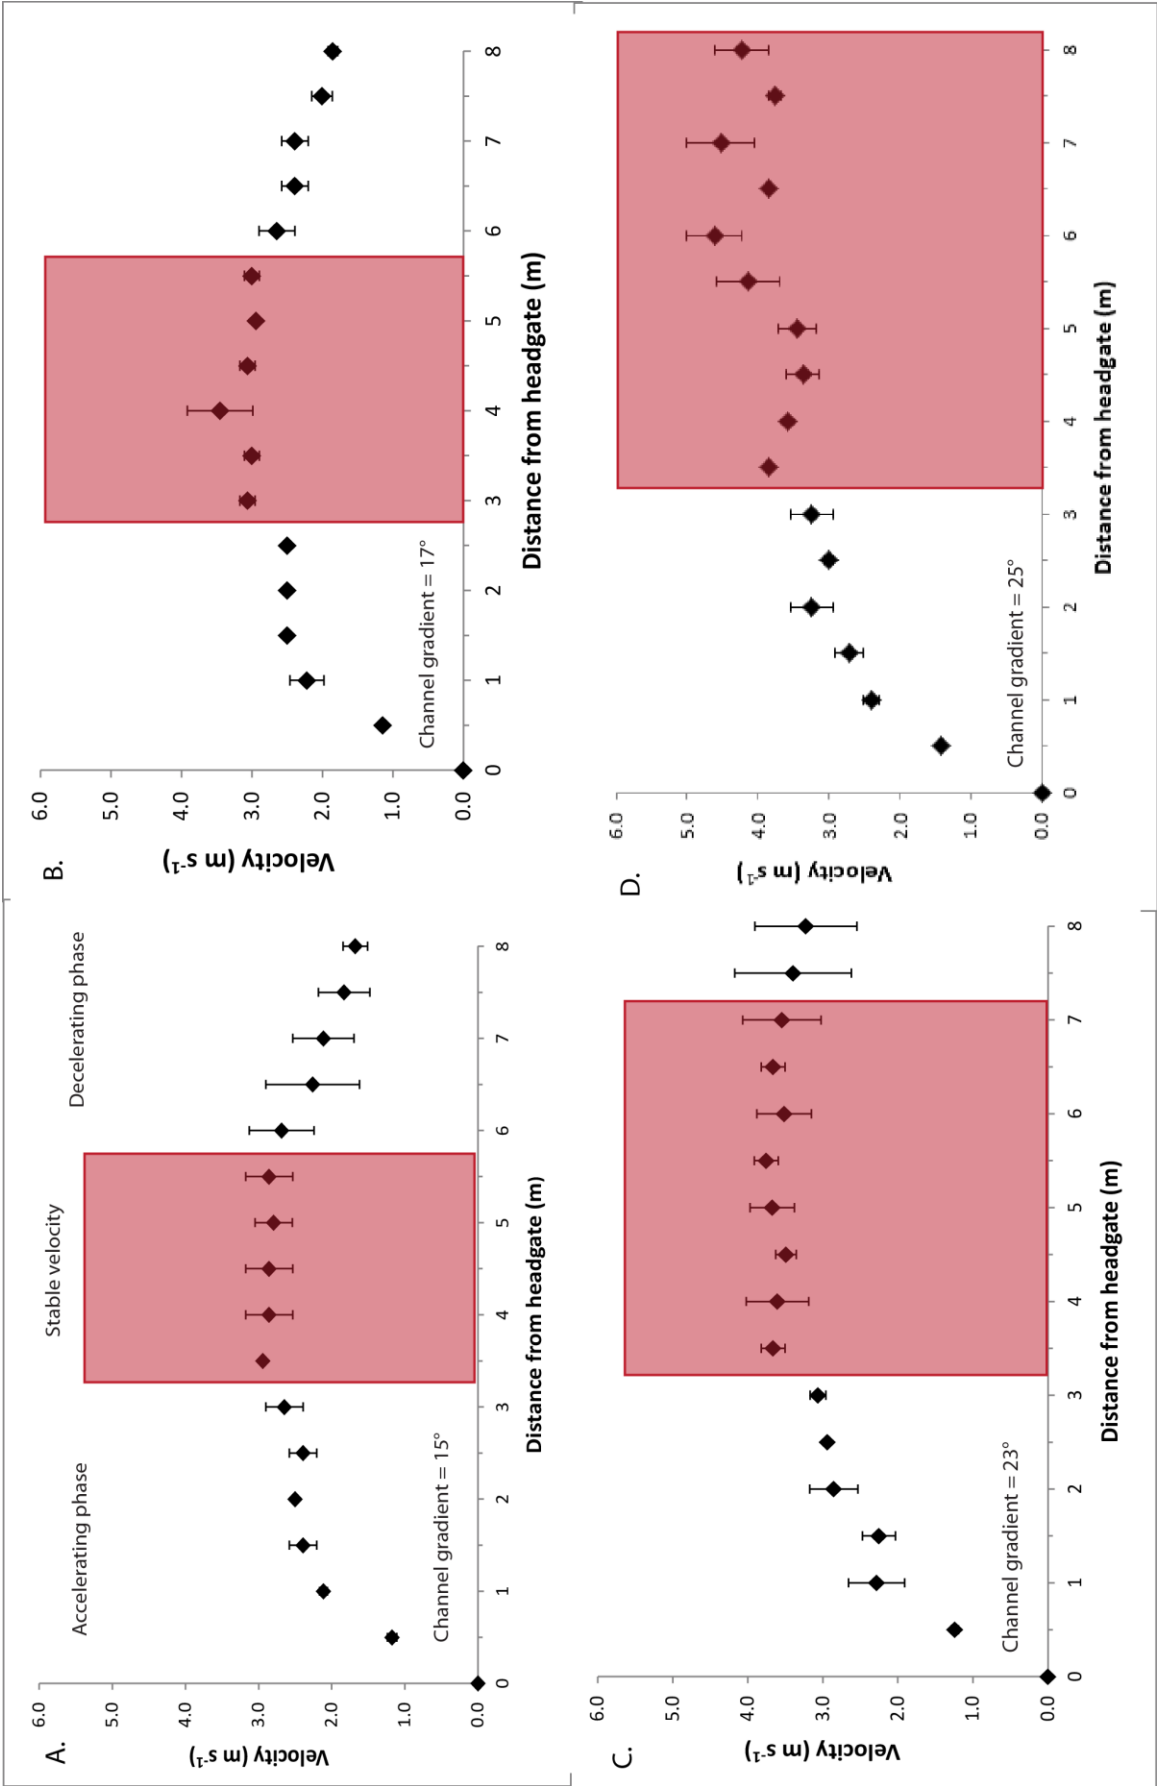 A.
Accelerating phase
Stable velocity
Decelerating phase
6.0
5.0
4.0
3.0
2.0
1.0
0.0
Velocity (m s⁻¹)
Channel gradient = 15°
0 1 2 3 4 5 6 7 8
Distance from headgate (m)
B.
6.0
5.0
4.0
3.0
2.0
1.0
0.0
Velocity (m s⁻¹)
Channel gradient = 17°
0 1 2 3 4 5 6 7 8
Distance from headgate (m)
C.
6.0
5.0
4.0
3.0
2.0
1.0
0.0
Velocity (m s⁻¹)
Channel gradient = 23°
0 1 2 3 4 5 6 7 8
Distance from headgate (m)
D.
6.0
5.0
4.0
3.0
2.0
1.0
0.0
Velocity (m s⁻¹)
Channel gradient = 25°
0 1 2 3 4 5 6 7 8
Distance from headgate (m)